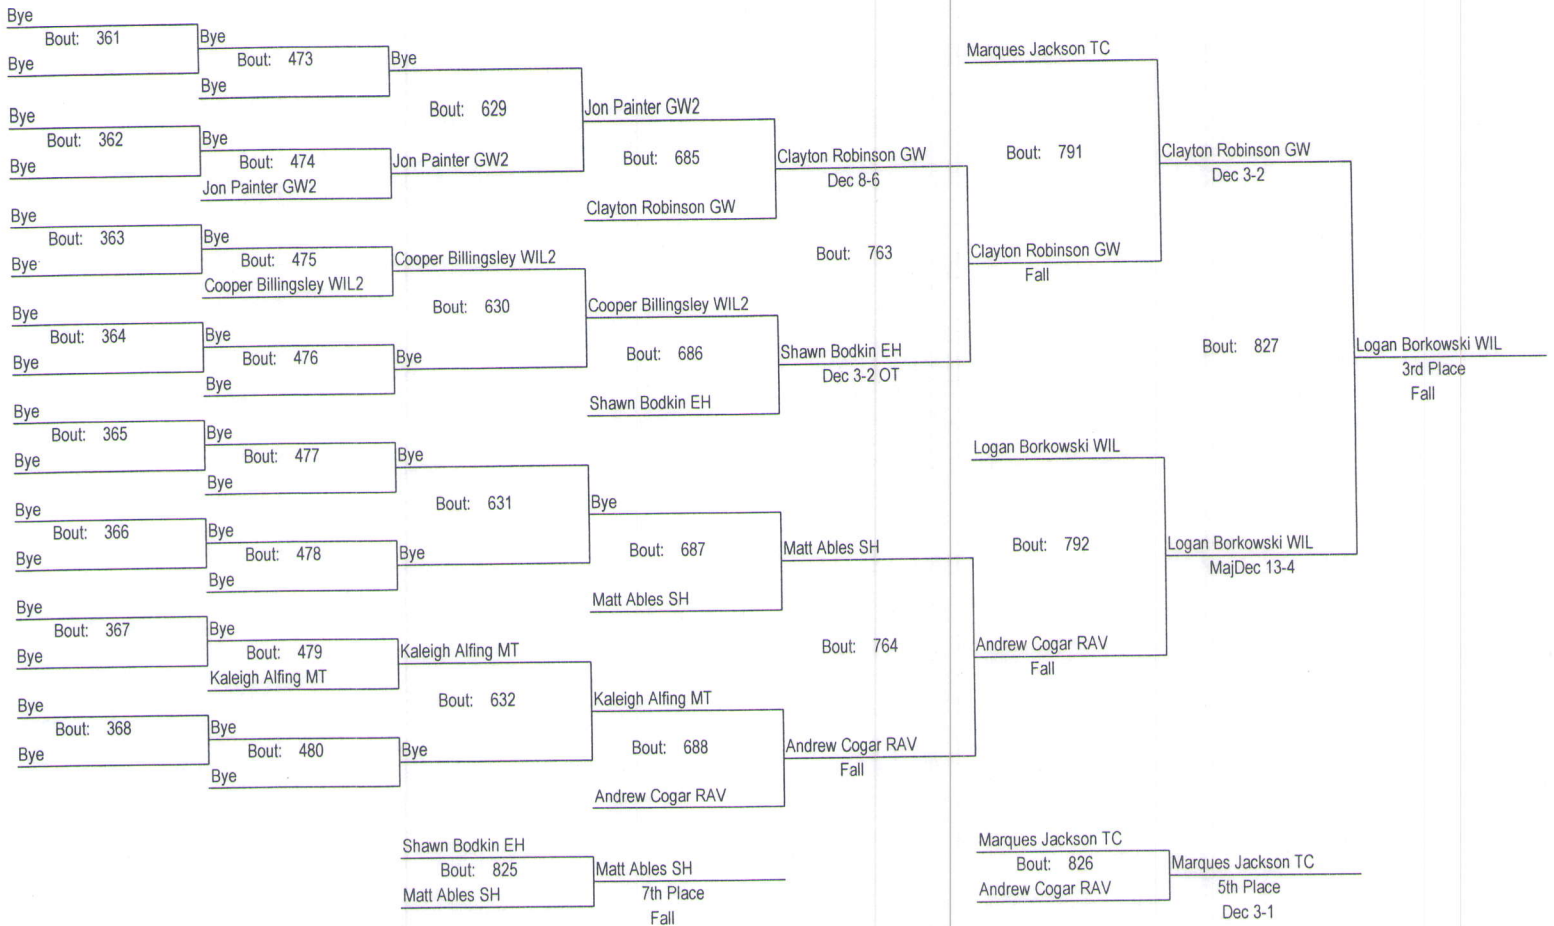 Bye
Bout: 361
Bye
Bye
Bout: 473
Bye
Bye
Bout: 362
Bye
Bye
Bout: 474
Jon Painter GW2
Bye
Bout: 629
Jon Painter GW2
Bye
Bout: 363
Bye
Bye
Bout: 475
Cooper Billingsley WIL2
Bye
Bout: 364
Bye
Bye
Bout: 476
Bye
Cooper Billingsley WIL2
Bout: 630
Bye
Bye
Bout: 365
Bye
Bye
Bout: 477
Bye
Bye
Bout: 366
Bye
Bye
Bout: 478
Bye
Bye
Bout: 631
Bye
Bye
Bout: 367
Bye
Bye
Bout: 479
Kaleigh Alfing MT
Bye
Bout: 368
Bye
Bye
Bout: 480
Bye
Kaleigh Alfing MT
Bout: 632
Bye
Jon Painter GW2
Bout: 685
Clayton Robinson GW
Cooper Billingsley WIL2
Bout: 686
Shawn Bodkin EH
Bye
Bout: 687
Matt Ables SH
Kaleigh Alfing MT
Bout: 688
Andrew Cogar RAV
Clayton Robinson GW
Dec 8-6
Bout: 763
Shawn Bodkin EH
Dec 3-2 OT
Matt Ables SH
Bout: 764
Andrew Cogar RAV
Fall
Marques Jackson TC
Bout: 791
Clayton Robinson GW
Fall
Logan Borkowski WIL
Bout: 792
Andrew Cogar RAV
Fall
Clayton Robinson GW
Dec 3-2
Bout: 827
Logan Borkowski WIL
MajDec 13-4
Logan Borkowski WIL
3rd Place
Fall
Shawn Bodkin EH
Bout: 825
Matt Ables SH
Matt Ables SH
7th Place
Fall
Marques Jackson TC
Bout: 826
Andrew Cogar RAV
Marques Jackson TC
5th Place
Dec 3-1